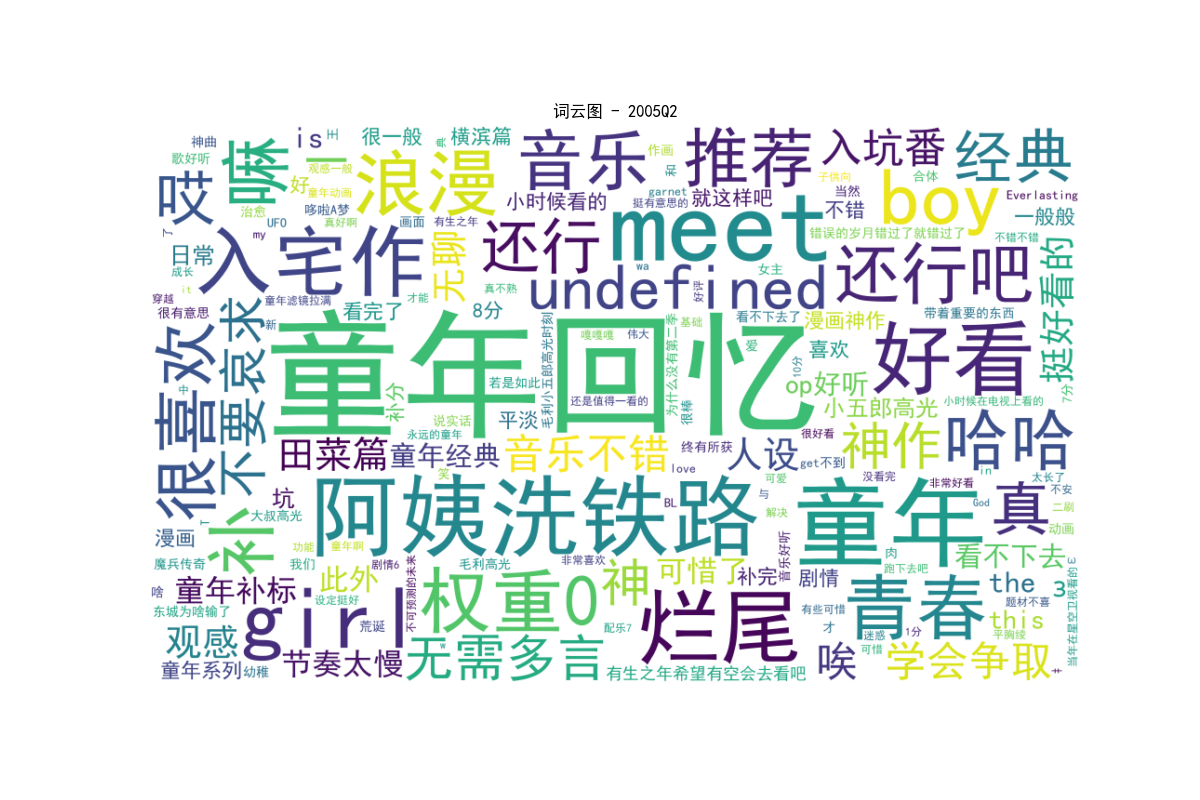 词云图 - 2005Q2
神曲
嘛
is
王
很一般
典
横滨篇
音乐
作画
推荐
入坑番
经典
歌好听
观感一般
一
浪漫
和
子供向
合体
哎
好
童年动画
小时候看的
garnet
挺有意思的
就这样吧
当然
boy
Everlasting
治愈
哆啦A梦
meet
不错
一般般
UFO
真好啊
画面
有生之年
还行
错误的岁月错过了就错过了
不错不错
了
my
入宅作
无聊
undefined
还行吧
挺好看的
日常
wa
女主
成长
it
真不熟
好评
穿越
很有意思
童年滤镜拉满
才能
看完了
8分
看不下去了
漫画神作
带着重要的东西
新
不要哀求
童年回忆
毛利小五郎高光时刻
嘎嘎嘎
伟大
为什么没有第二季
基础
爱
喜欢
好看
很喜欢
10分
中
补分
若是如此
还是值得一看的
op好听
小五郎高光
7分
小时候在电视上看的
说实话
平淡
很棒
永远的童年
很好看
神作
哈哈
田菜篇
童年经典
音乐不错
终有所获
人设
get不到
笑
love
没看完
in
太长了
坑
阿姨洗铁路
可爱
童年
非常好看
不安
大叔高光
BL
与
God
真
二刷
T
漫画
补
解决
动画
功能
童年啊
音乐好听
肉
看不下去
魔兵传奇
我们
剧情6
不可预测的未来
毛利高光
非常喜欢
神
可惜了
补完
剧情
跑下去吧
啥
童年补标
此外
权重0
the
3
东城为啥输了
设定挺好
girl
烂尾
有些可惜
青春
题材不喜
当年在星空卫视看的
荒诞
配乐7
才
1分
this
观感
迷惑
平胸绫
w
可惜
童年系列
幼稚
节奏太慢
无需多言
有生之年希望有空会去看吧
唉
学会争取